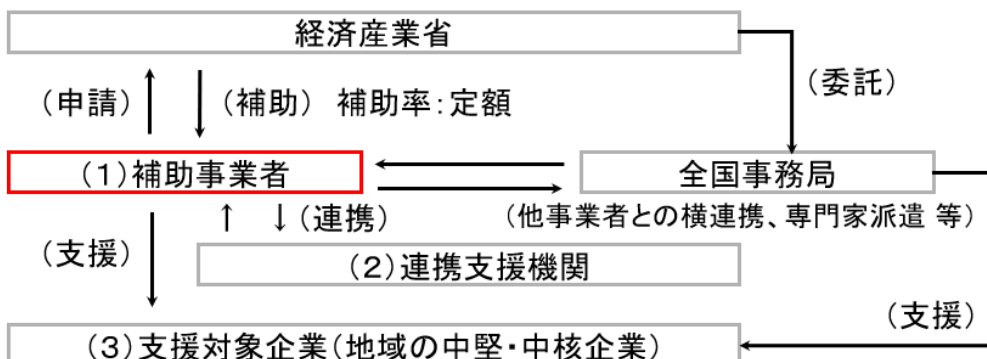 経済産業省
（申請）
（補助） 補助率：定額
（委託）
（１）補助事業者
全国事務局
（連携）
（他事業者との横連携、専門家派遣 等）
（支援）
（２）連携支援機関
（支援）
（３）支援対象企業（地域の中堅・中核企業）